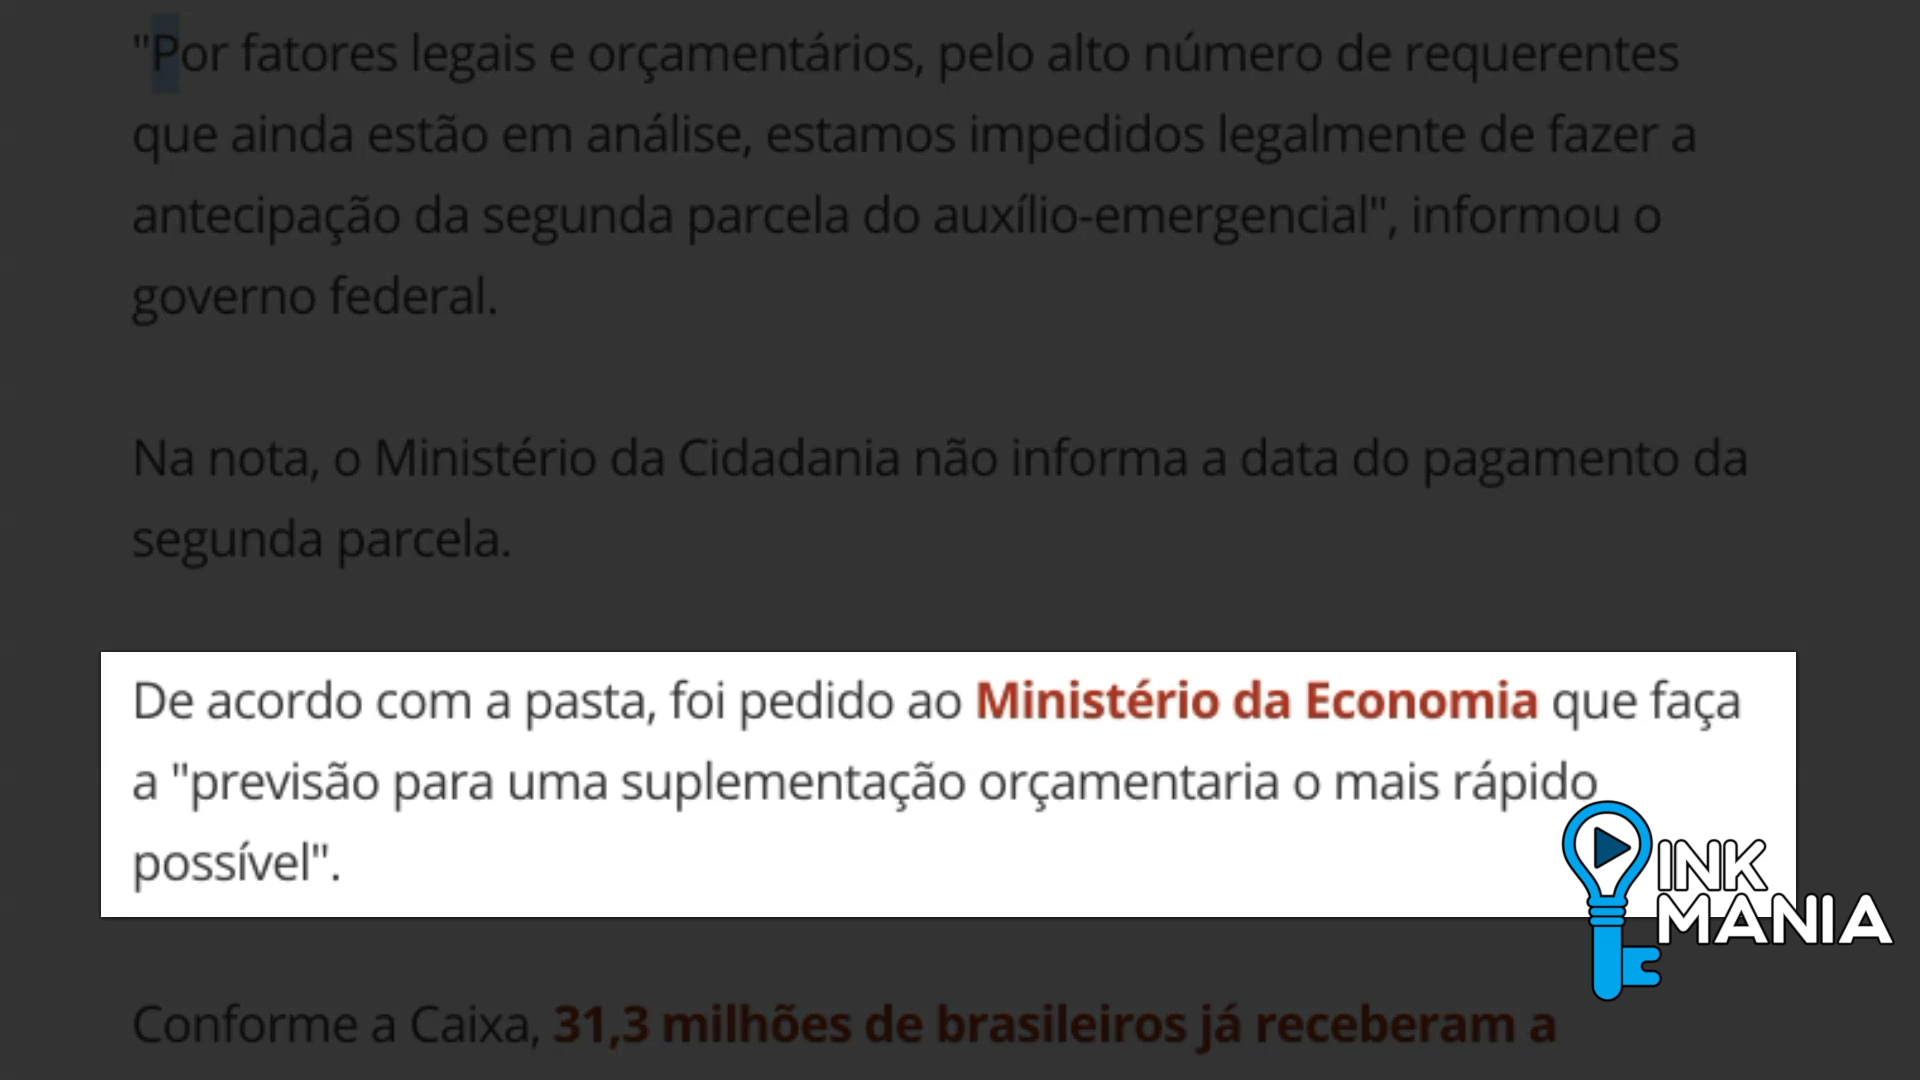 "Por fatores legais e orçamentários, pelo alto número de requerentes
que ainda estão em análise, estamos impedidos legalmente de fazer a
antecipação da segunda parcela do auxílio-emergencial", informou o
governo federal.
Na nota, o Ministério da Cidadania não informa a data do pagamento da
segunda parcela.
De acordo com a pasta, foi pedido ao Ministério da Economia que faça
a "previsão para uma suplementação orçamentaria o mais rápido
possível".
INK
MANIA
Conforme a Caixa, 31,3 milhões de brasileiros já receberam a